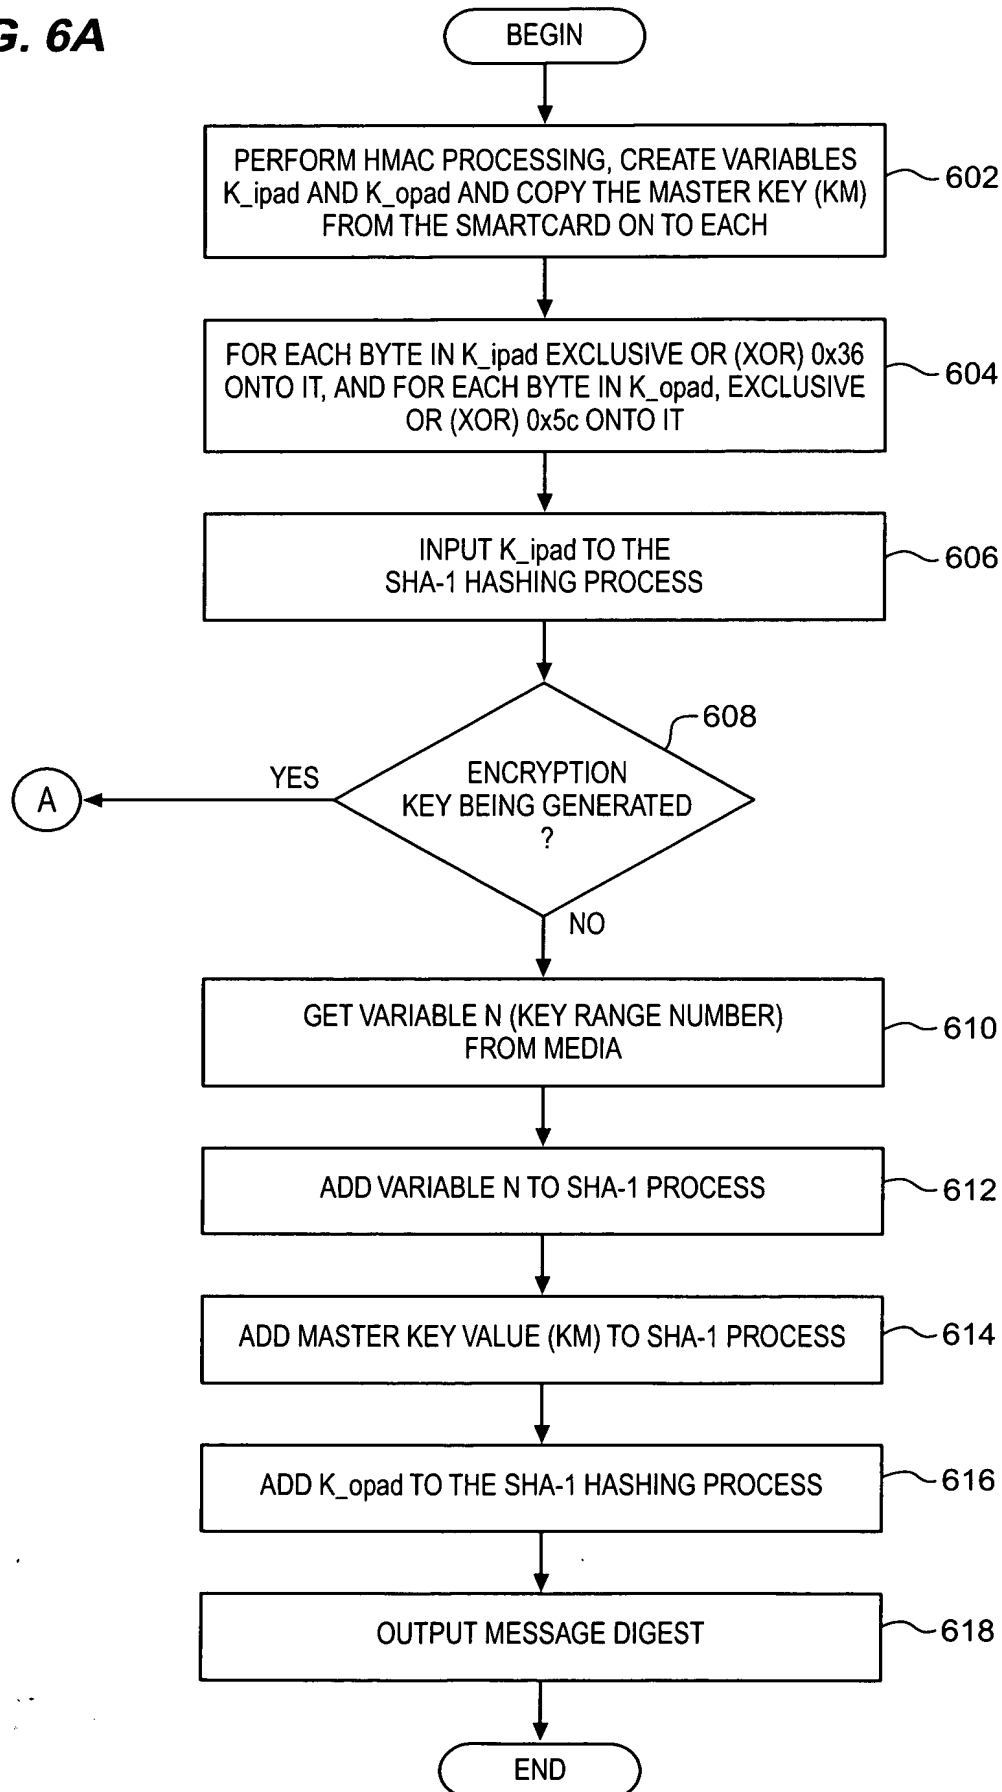 G. 6A
BEGIN
PERFORM HMAC PROCESSING, CREATE VARIABLES
K_ipad AND K_opad AND COPY THE MASTER KEY (KM)
FROM THE SMARTCARD ON TO EACH
602
FOR EACH BYTE IN K_ipad EXCLUSIVE OR (XOR) 0x36
ONTO IT, AND FOR EACH BYTE IN K_opad, EXCLUSIVE
OR (XOR) 0x5c ONTO IT
604
INPUT K_ipad TO THE
SHA-1 HASHING PROCESS
606
608
ENCRYPTION
KEY BEING GENERATED
?
YES
A
NO
GET VARIABLE N (KEY RANGE NUMBER)
FROM MEDIA
610
ADD VARIABLE N TO SHA-1 PROCESS
612
ADD MASTER KEY VALUE (KM) TO SHA-1 PROCESS
614
ADD K_opad TO THE SHA-1 HASHING PROCESS
616
OUTPUT MESSAGE DIGEST
618
END